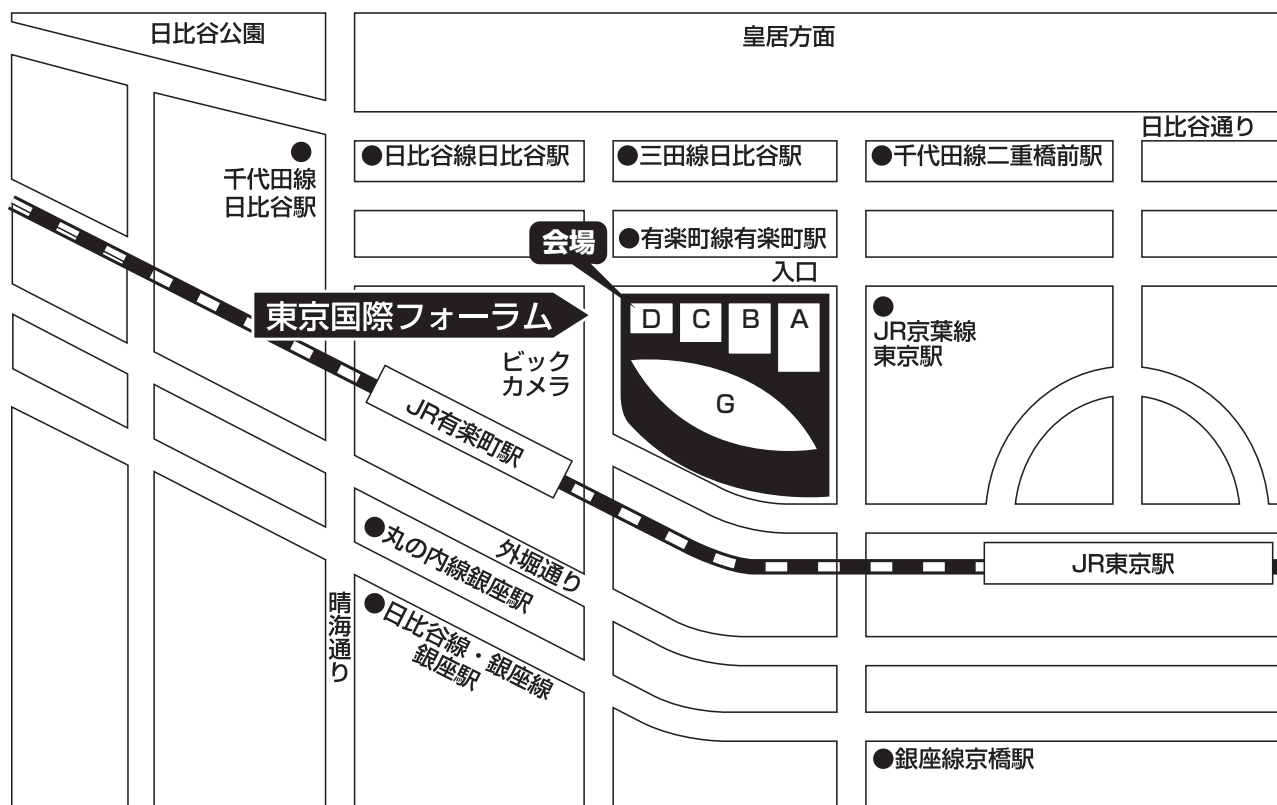 日比谷公園
皇居方面
日比谷通り
●千代田線
日比谷駅
●日比谷線日比谷駅
●三田線日比谷駅
●千代田線二重橋前駅
会場
●有楽町線有楽町駅
入口
東京国際フォーラム
D
C
B
A
G
●JR京葉線
東京駅
ビック
カメラ
JR有楽町駅
●丸の内線銀座駅
外堀通り
JR東京駅
晴海通り
●日比谷線・銀座線
銀座駅
●銀座線京橋駅